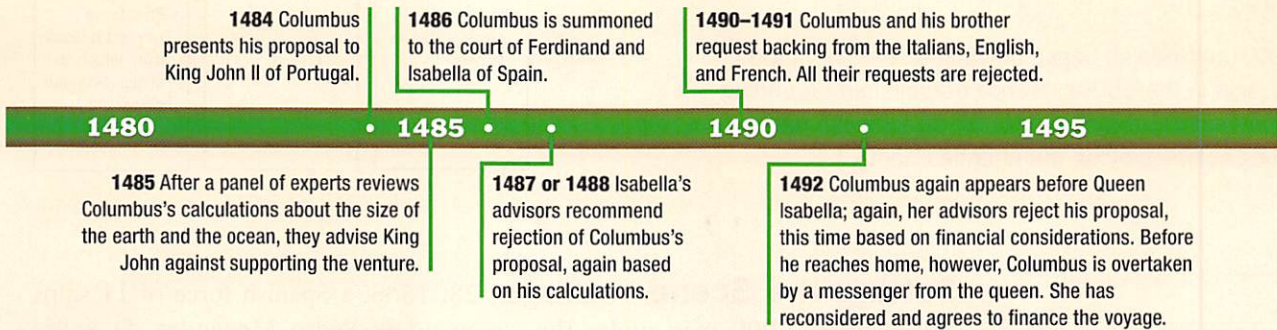 1484 Columbus
presents his proposal to
King John II of Portugal.
1486 Columbus is summoned
to the court of Ferdinand and
Isabella of Spain.
1490–1491 Columbus and his brother
request backing from the Italians, English,
and French. All their requests are rejected.
1480 1485 1490 1495
1485 After a panel of experts reviews
Columbus's calculations about the size of
the earth and the ocean, they advise King
John against supporting the venture.
1487 or 1488 Isabella's
advisors recommend
rejection of Columbus's
proposal, again based
on his calculations.
1492 Columbus again appears before Queen
Isabella; again, her advisors reject his proposal,
this time based on financial considerations. Before
he reaches home, however, Columbus is overtaken
by a messenger from the queen. She has
reconsidered and agrees to finance the voyage.